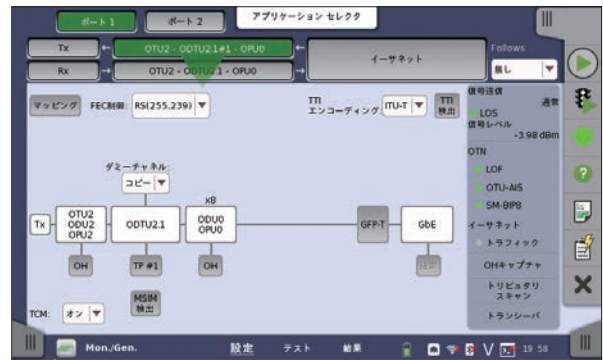 ポート 1
ポート 2
アプリケーション セレクタ
Tx
OTU2 - ODTU2.1#1 - OPU0
イーサネット
Follows
Rx
OTU2 - ODTU2.1 - OPU0
無し
マッピング
FEC制御:
RS(255.239)
TTI
エンコーディング:
ITU-T
TTI
検出
信号送信
通常
LOS
信号レベル
-3.98 dBm
OTN
LOF
OTU-AIS
SM-BIP8
イーサネット
トラフィック
OHキャプチャ
トリビュタリ
スキャン
トランシーバ
ダミーチャネル:
コピー
x8
Tx
OTU2
ODU2
OPU2
ODTU2.1
ODU0
OPU0
GFP-T
GbE
OH
TP #1
OH
MSIM
検出
TCM:
オン
Mon./Gen.
設定
テスト
結果
19 58